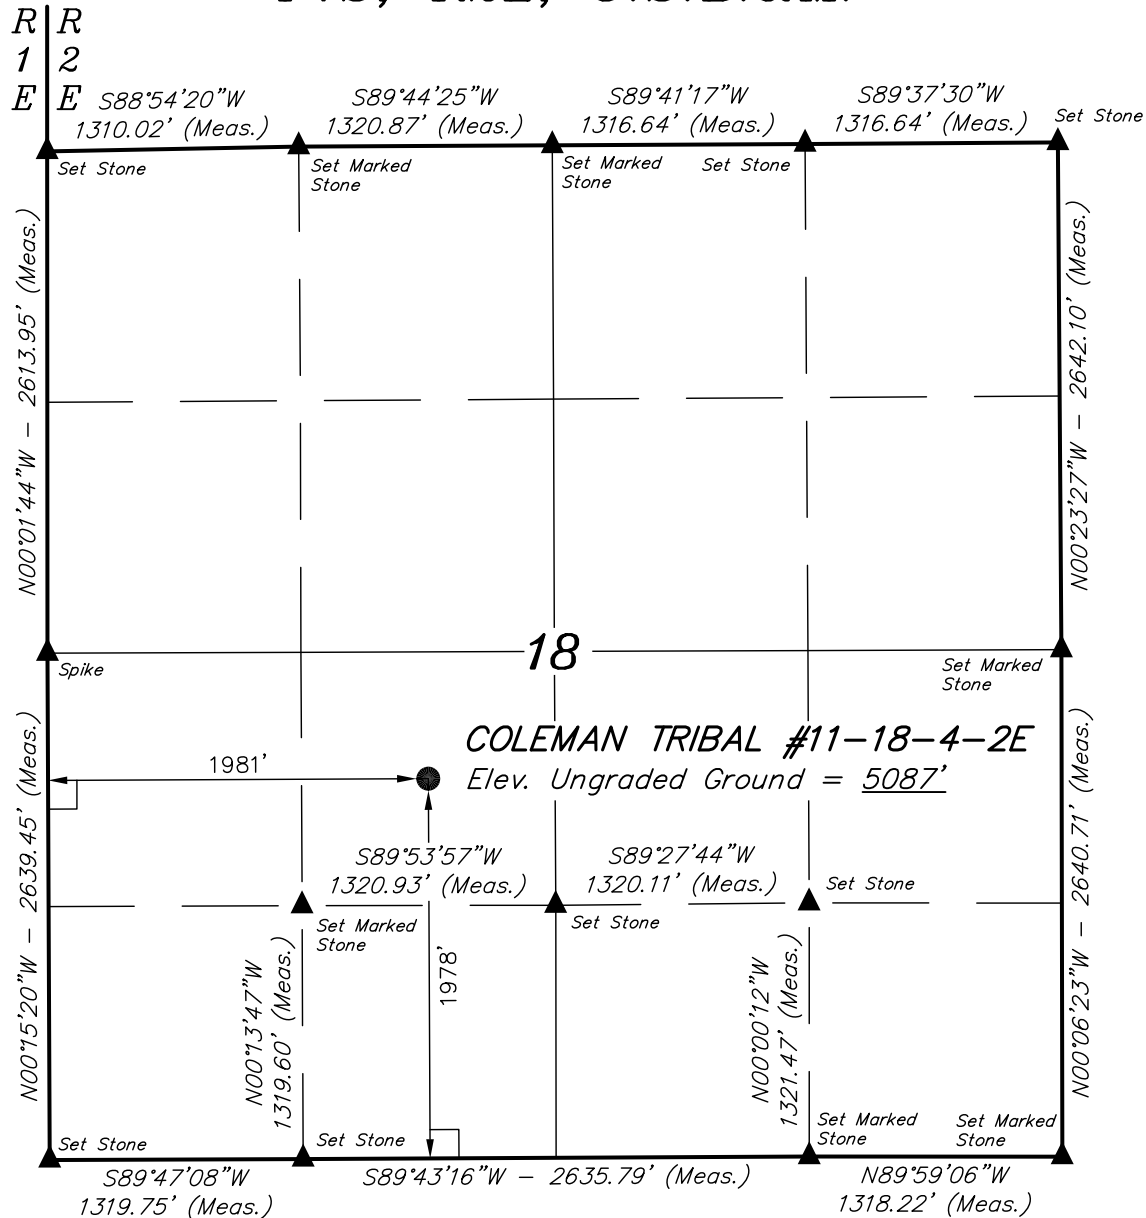 R R
1 2
E E
S88°54'20"W
1310.02' (Meas.)
S89°44'25"W
1320.87' (Meas.)
S89°41'17"W
1316.64' (Meas.)
S89°37'30"W
1316.64' (Meas.)
Set Stone
Set Stone
Set Marked
Stone
Set Marked
Stone
Set Stone
N00°01'44"W - 2613.95' (Meas.)
N00°23'27"W - 2642.10' (Meas.)
18
Spike
Set Marked
Stone
COLEMAN TRIBAL #11-18-4-2E
Elev. Ungraded Ground = 5087'
1981'
N00°15'20"W - 2639.45' (Meas.)
N00°06'23"W - 2640.71' (Meas.)
S89°53'57"W
1320.93' (Meas.)
S89°27'44"W
1320.11' (Meas.)
Set Stone
Set Marked
Stone
Set Stone
1978'
N00°13'47"W
1319.60' (Meas.)
N00°00'12"W
1321.47' (Meas.)
Set Stone
Set Stone
Set Marked
Stone
Set Marked
Stone
S89°47'08"W
1319.75' (Meas.)
S89°43'16"W - 2635.79' (Meas.)
N89°59'06"W
1318.22' (Meas.)